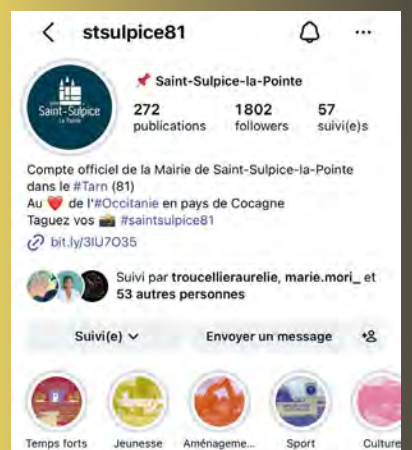 stsulpice81
📌 Saint-Sulpice-la-Pointe
Saint-Sulpice
La Pointe
272 1802 57
publications followers suivi(e)s
Compte officiel de la Mairie de Saint-Sulpice-la-Pointe
dans le #Tarn (81)
Au ❤️ de l'#Occitanie en pays de Cocagne
Taguez vos 📸 #saintsulpice81
bit.ly/3IU7O35
Suivi par troucellieraurelie, marie.mori_ et
53 autres personnes
Suivi(e) Envoyer un message
Temps forts Jeunesse Aménageme... Sport Culture